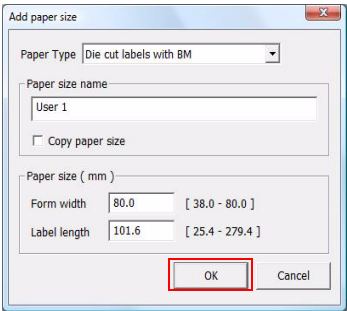 Add paper size
Paper Type Die cut labels with BM
Paper size name
User 1
Copy paper size
Paper size ( mm )
Form width 80.0 [ 38.0 - 80.0 ]
Label length 101.6 [ 25.4 - 279.4 ]
OK Cancel